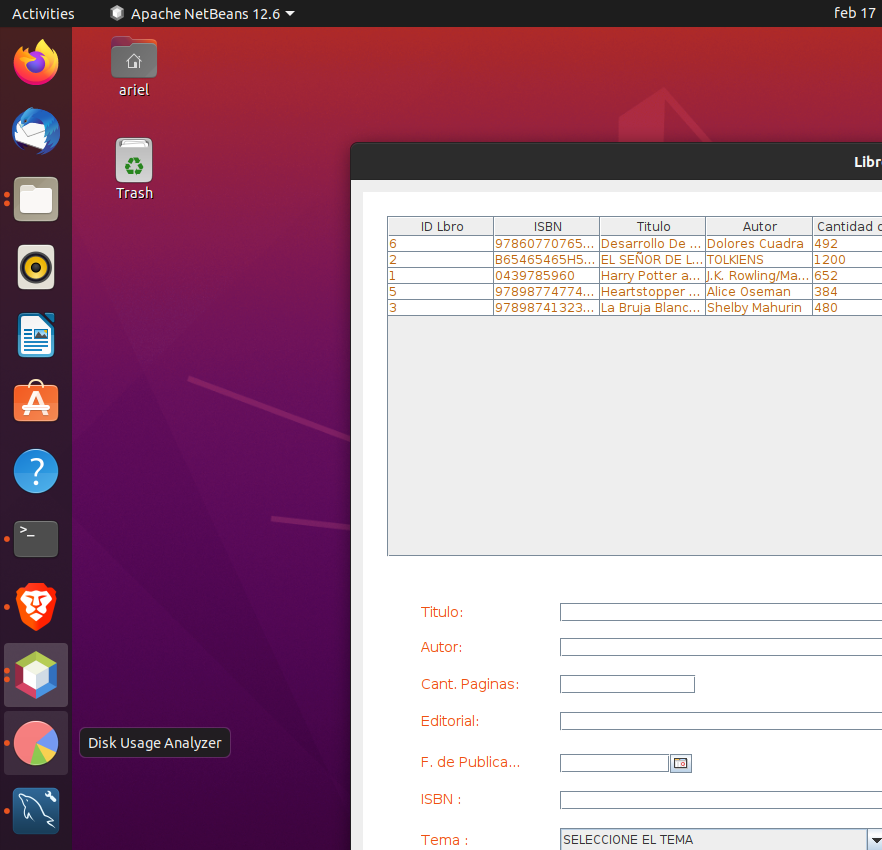 Activities
Apache NetBeans 12.6
feb 17
ariel
Trash
Libr
ID Lbro ISBN Titulo Autor Cantidad d
6 97860770765... Desarrollo De ... Dolores Cuadra 492
2 B65465465H5... EL SEÑOR DE L... TOLKIENS 1200
1 0439785960 Harry Potter a... J.K. Rowling/Ma... 652
5 97898774774... Heartstopper ... Alice Oseman 384
3 97898741323... La Bruja Blanc... Shelby Mahurin 480
Titulo:
Autor:
Cant. Paginas:
Editorial:
Disk Usage Analyzer
F. de Publica...
ISBN :
Tema : SELECCIONE EL TEMA